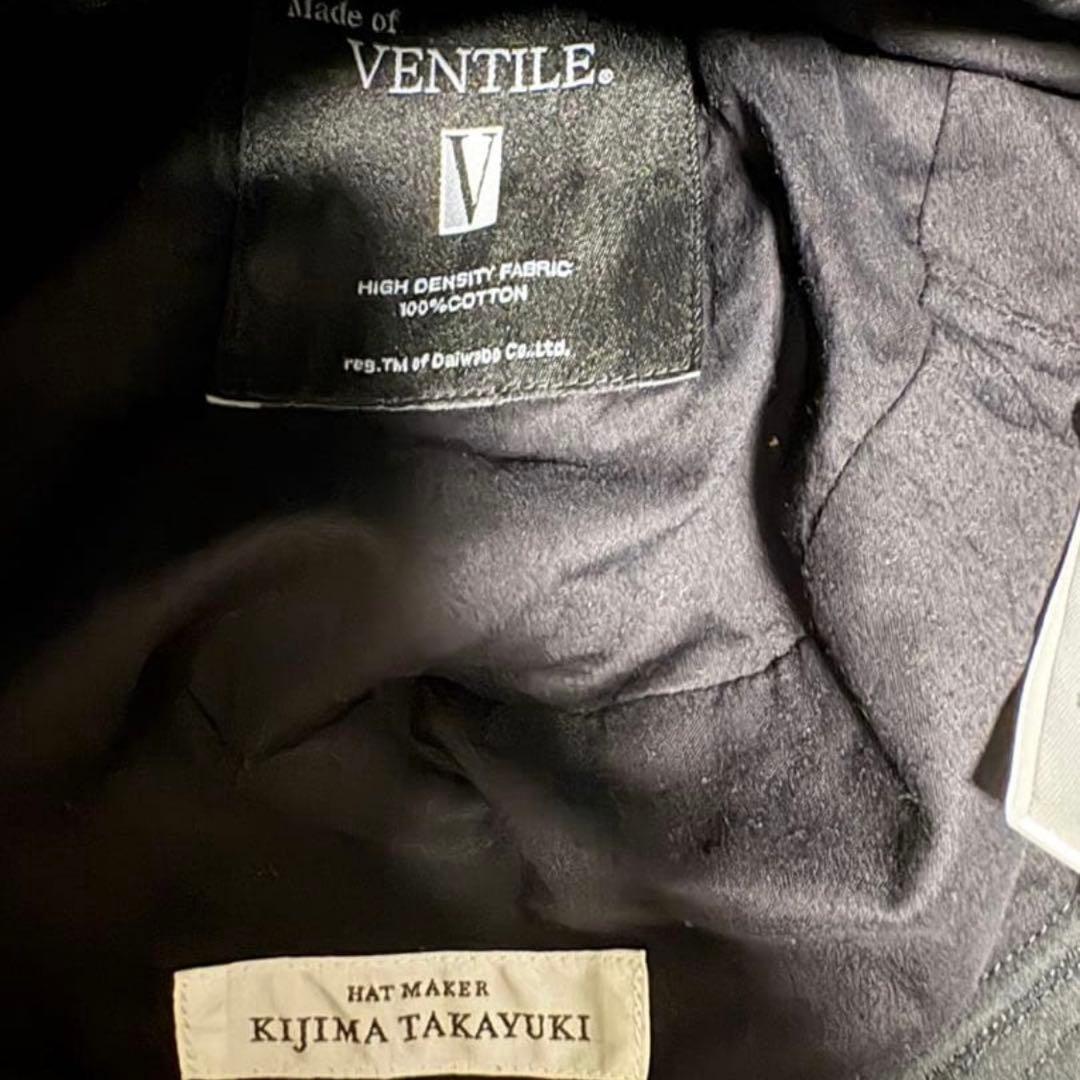 Made of
VENTILE®
V
HIGH DENSITY FABRIC
100%COTTON
reg.TM of Daiwabo Co.,Ltd.
HAT MAKER
KIJIMA TAKAYUKI